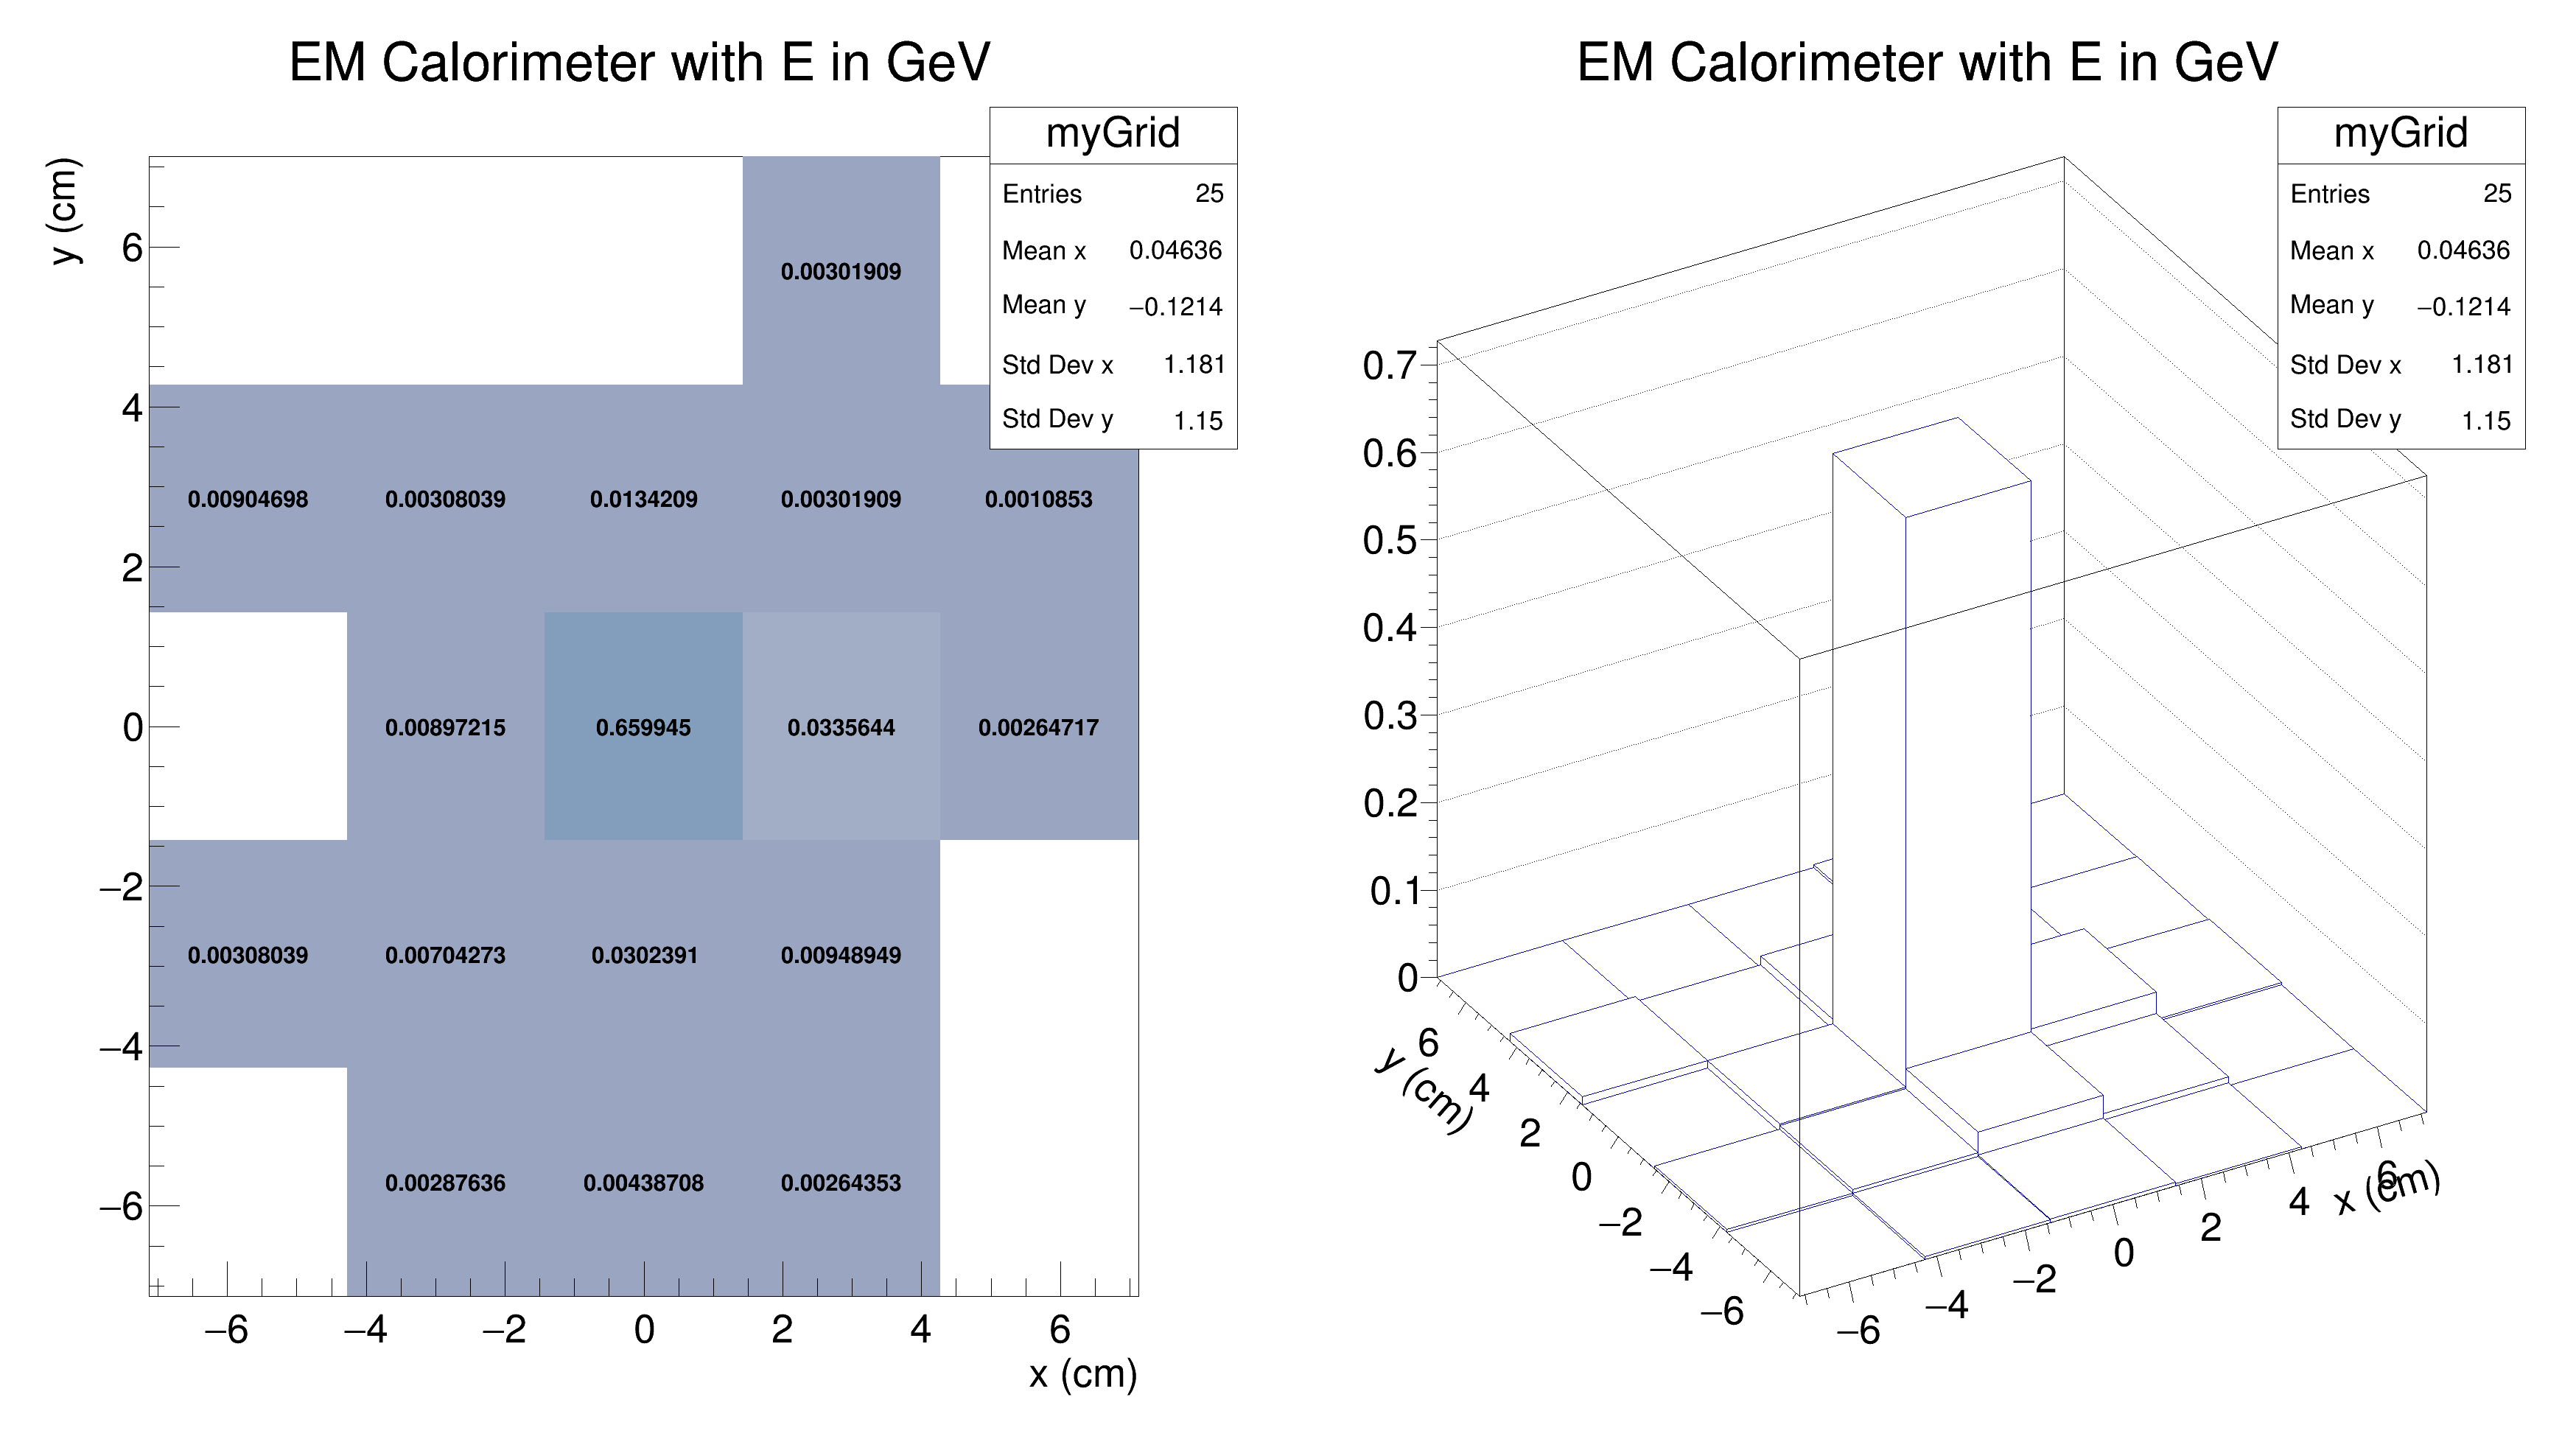 EM Calorimeter with E in GeV
myGrid
Entries 25
Mean x 0.04636
Mean y −0.1214
Std Dev x 1.181
Std Dev y 1.15
y (cm)
6
4
2
0
−2
−4
−6
0.00301909
0.00904698 0.00308039 0.0134209 0.00301909 0.0010853
0.00897215 0.659945 0.0335644 0.00264717
0.00308039 0.00704273 0.0302391 0.00948949
0.00287636 0.00438708 0.00264353
−6 −4 −2 0 2 4 6
x (cm)
EM Calorimeter with E in GeV
myGrid
Entries 25
Mean x 0.04636
Mean y −0.1214
Std Dev x 1.181
Std Dev y 1.15
0.7
0.6
0.5
0.4
0.3
0.2
0.1
0
y (cm)
6
4
2
0
−2
−4
−6
−6 −4 −2 0 2 4 6
x (cm)